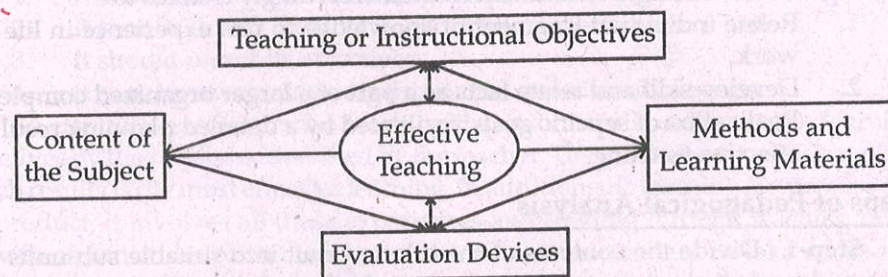 Teaching or Instructional Objectives
Content of
the Subject
Effective
Teaching
Methods and
Learning Materials
Evaluation Devices